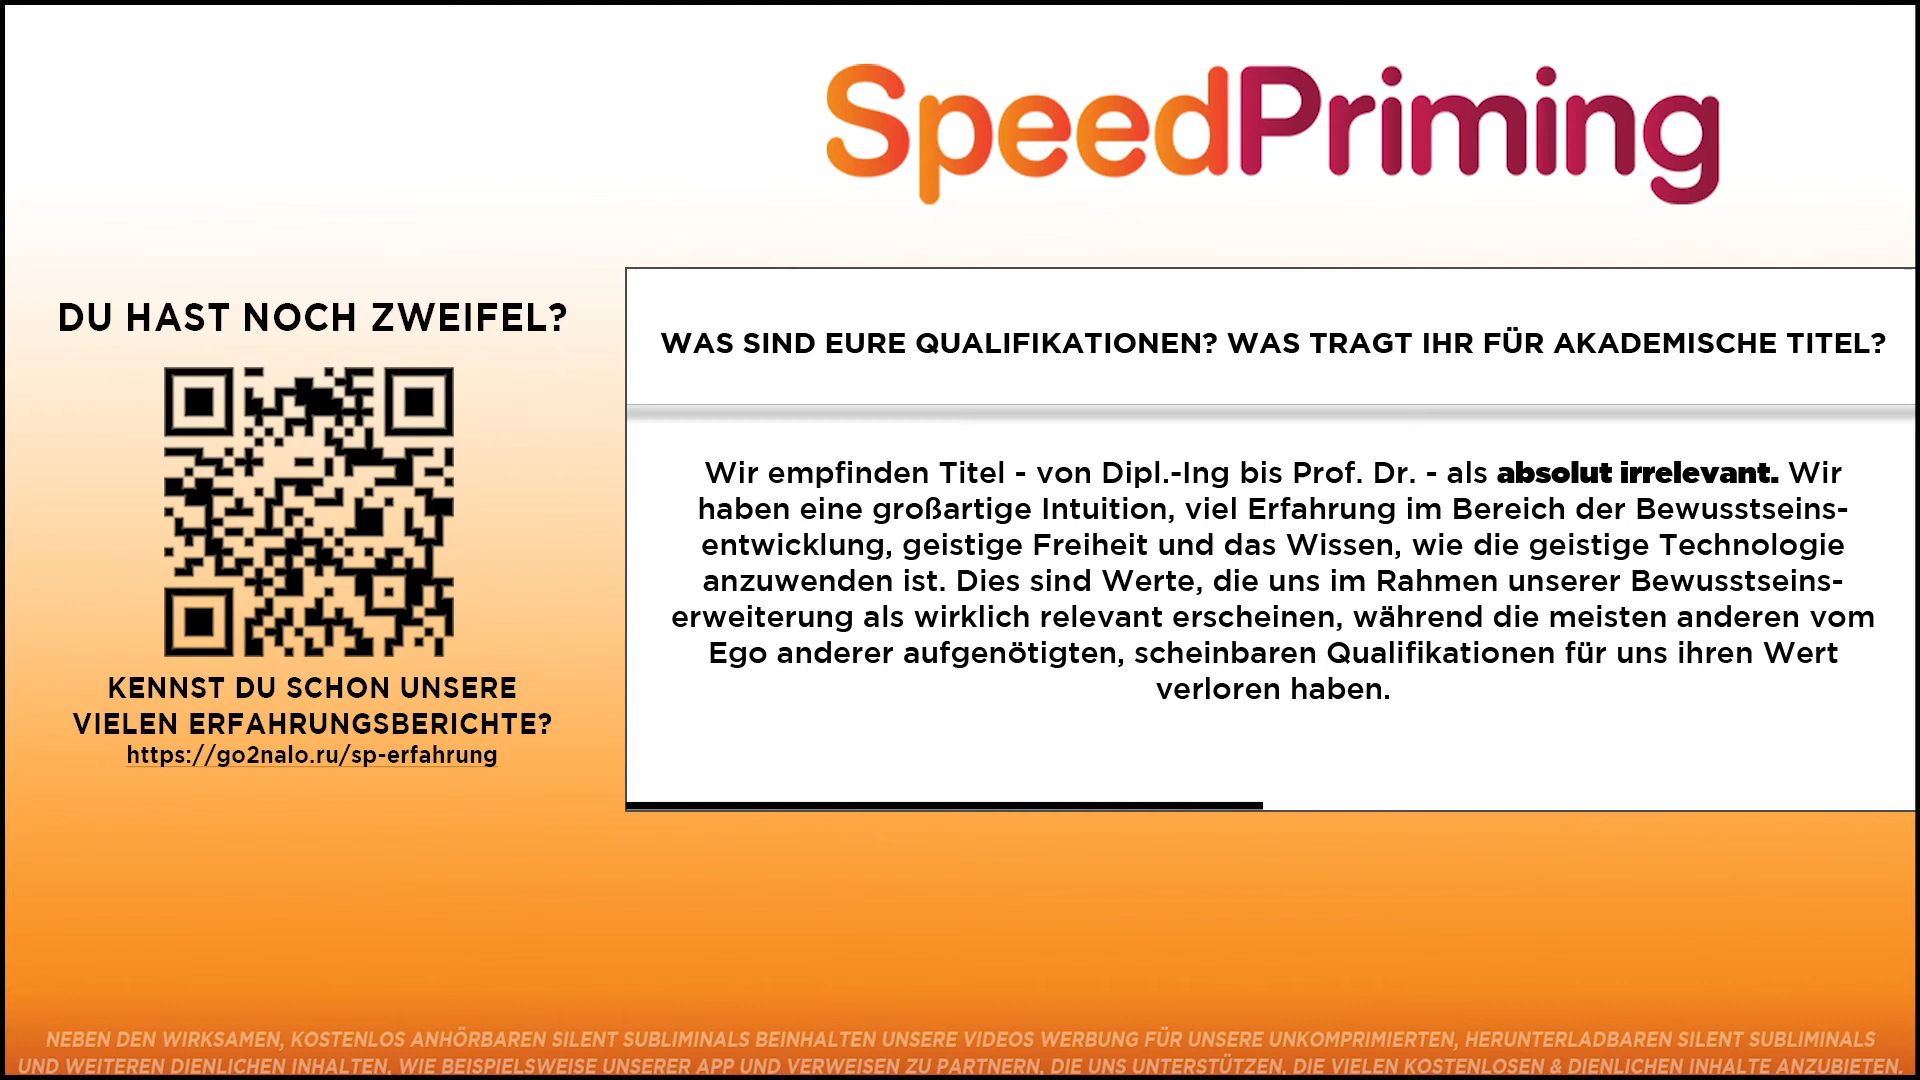 SpeedPriming
DU HAST NOCH ZWEIFEL?
KENNST DU SCHON UNSERE
VIELEN ERFAHRUNGSBERICHTE?
https://go2nalo.ru/sp-erfahrung
WAS SIND EURE QUALIFIKATIONEN? WAS TRAGT IHR FÜR AKADEMISCHE TITEL?
Wir empfinden Titel - von Dipl.-Ing bis Prof. Dr. - als absolut irrelevant. Wir
haben eine großartige Intuition, viel Erfahrung im Bereich der Bewusstseins-
entwicklung, geistige Freiheit und das Wissen, wie die geistige Technologie
anzuwenden ist. Dies sind Werte, die uns im Rahmen unserer Bewusstseins-
erweiterung als wirklich relevant erscheinen, während die meisten anderen vom
Ego anderer aufgenötigten, scheinbaren Qualifikationen für uns ihren Wert
verloren haben.
NEBEN DEN WIRKSAMEN, KOSTENLOS ANHÖRBAREN SILENT SUBLIMINALS BEINHALTEN UNSERE VIDEOS WERBUNG FÜR UNSERE UNKOMPRIMIERTEN, HERUNTERLADBAREN SILENT SUBLIMINALS
UND WEITEREN DIENLICHEN INHALTEN, WIE BEISPIELSWEISE UNSERER APP UND VERWEISEN ZU PARTNERN, DIE UNS UNTERSTÜTZEN, DIE VIELEN KOSTENLOSEN & DIENLICHEN INHALTE ANZUBIETEN.